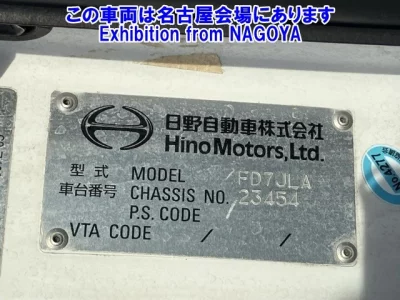 この車両は名古屋会場にあります
Exhibition from NAGOYA
日野自動車株式会社
Hino Motors, Ltd.
型式 MODEL FD7JLA
車台番号 CHASSIS NO. 23454
P.S. CODE /
VTA CODE / /
No.4277